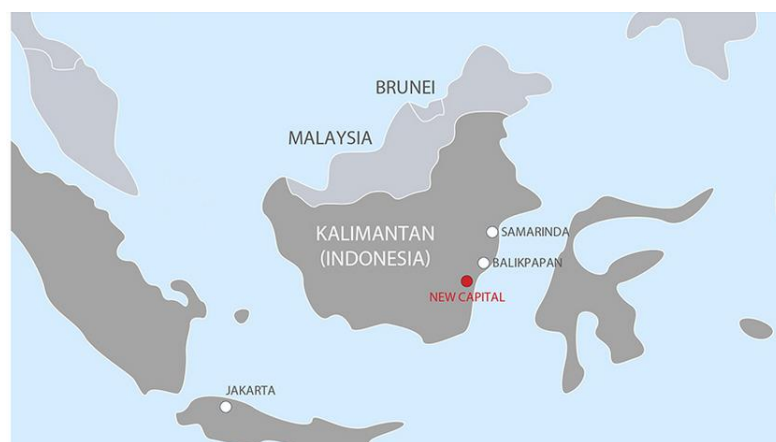 BRUNEI
MALAYSIA
KALIMANTAN
(INDONESIA)
SAMARINDA
BALIKPAPAN
NEW CAPITAL
JAKARTA